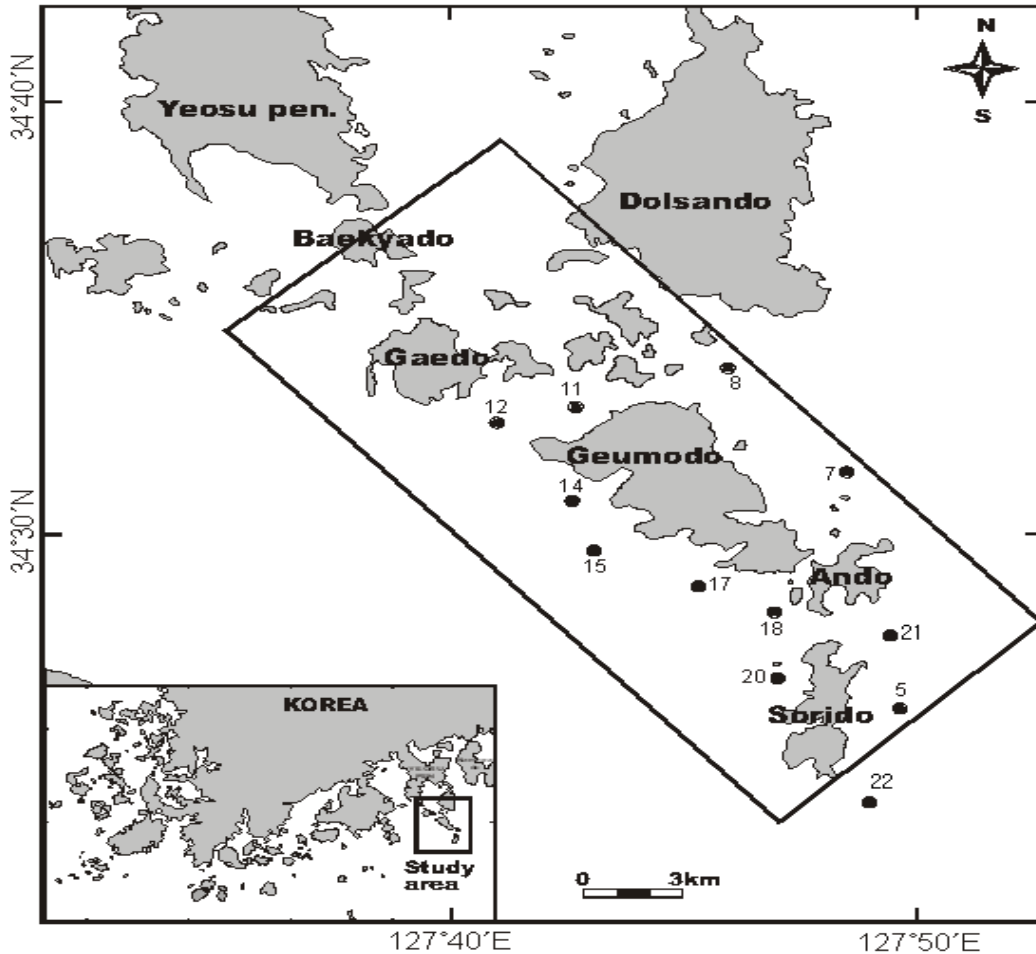 N
S
34°40′N
34°30′N
Yeosu pen.
Dolsando
Baekyado
Gaedo
8
11
12
Geumodo
7
14
15
17
Ando
18
21
20
5
Sorido
22
KOREA
Study
area
0 3km
127°40′E
127°50′E